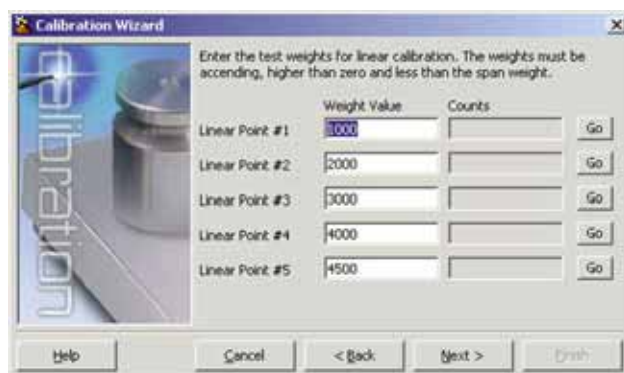 Calibration Wizard
Calibration
Enter the test weights for linear calibration. The weights must be
accending, higher than zero and less than the span weight.
Weight Value Counts
Linear Point #1 1000 Go
Linear Point #2 2000 Go
Linear Point #3 3000 Go
Linear Point #4 4000 Go
Linear Point #5 4500 Go
Help Cancel < Back Next > Finish